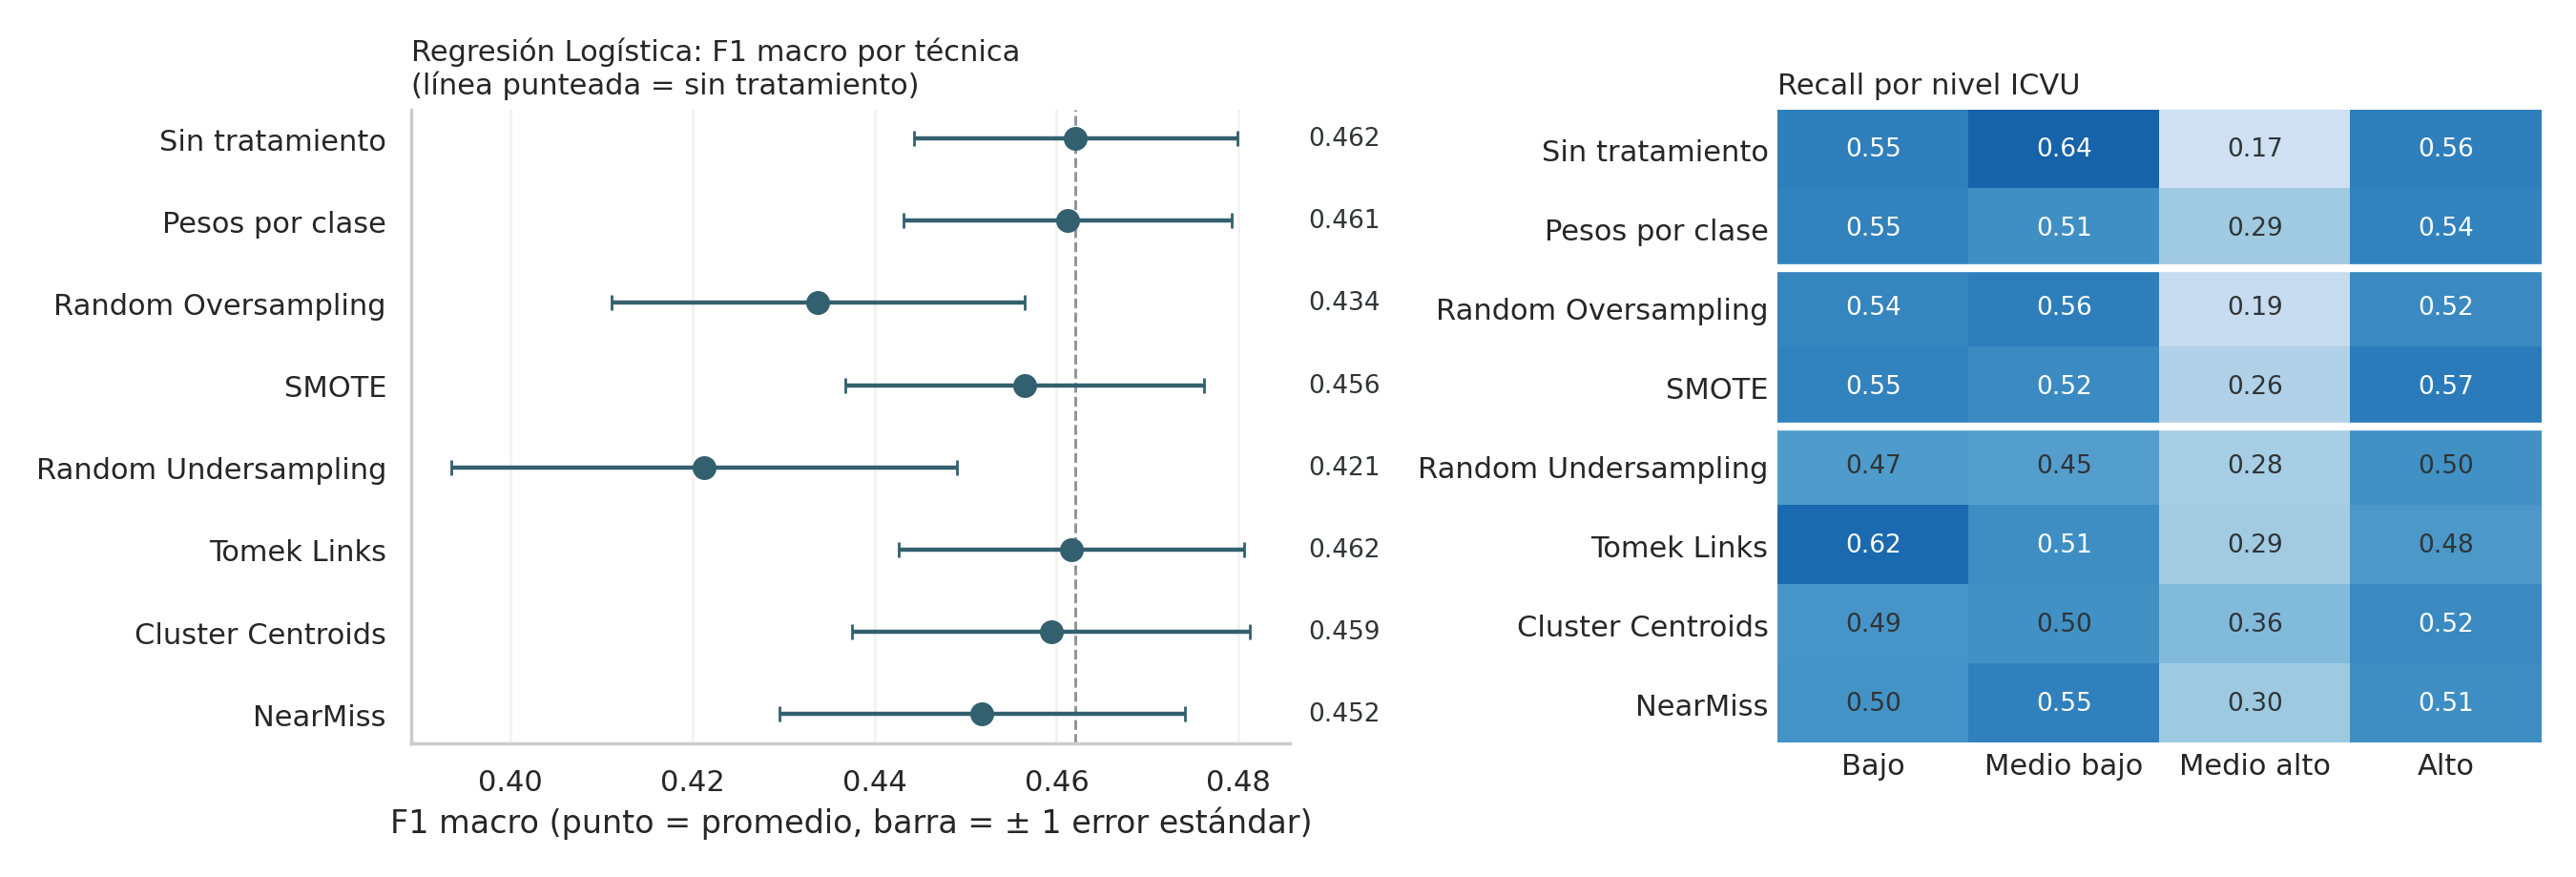 Regresión Logística: F1 macro por técnica
(línea punteada = sin tratamiento)
Sin tratamiento 0.462
Pesos por clase 0.461
Random Oversampling 0.434
SMOTE 0.456
Random Undersampling 0.421
Tomek Links 0.462
Cluster Centroids 0.459
NearMiss 0.452
0.40 0.42 0.44 0.46 0.48
F1 macro (punto = promedio, barra = ± 1 error estándar)
Recall por nivel ICVU
Sin tratamiento 0.55 0.64 0.17 0.56
Pesos por clase 0.55 0.51 0.29 0.54
Random Oversampling 0.54 0.56 0.19 0.52
SMOTE 0.55 0.52 0.26 0.57
Random Undersampling 0.47 0.45 0.28 0.50
Tomek Links 0.62 0.51 0.29 0.48
Cluster Centroids 0.49 0.50 0.36 0.52
NearMiss 0.50 0.55 0.30 0.51
Bajo Medio bajo Medio alto Alto